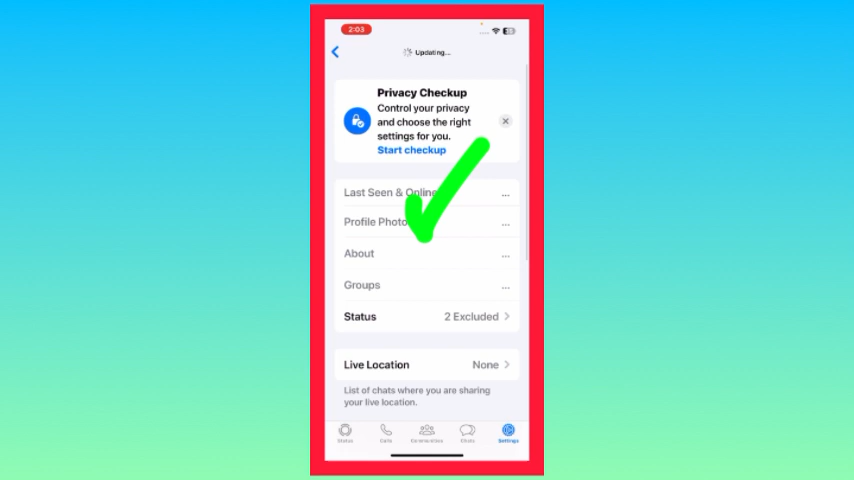 2:03
Updating...
Privacy Checkup
Control your privacy
and choose the right
settings for you.
Start checkup
Last Seen & Online
...
Profile Photo
...
About
...
Groups
...
Status
2 Excluded
Live Location
None
List of chats where you are sharing
your live location.
Status
Calls
Communities
Chats
Settings